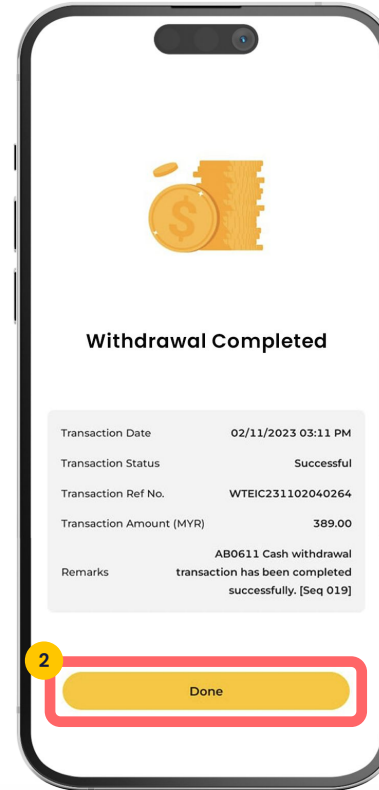 $
Withdrawal Completed
Transaction Date 02/11/2023 03:11 PM
Transaction Status Successful
Transaction Ref No. WTEIC231102040264
Transaction Amount (MYR) 389.00
Remarks AB0611 Cash withdrawal
transaction has been completed
successfully. [Seq 019]
2
Done